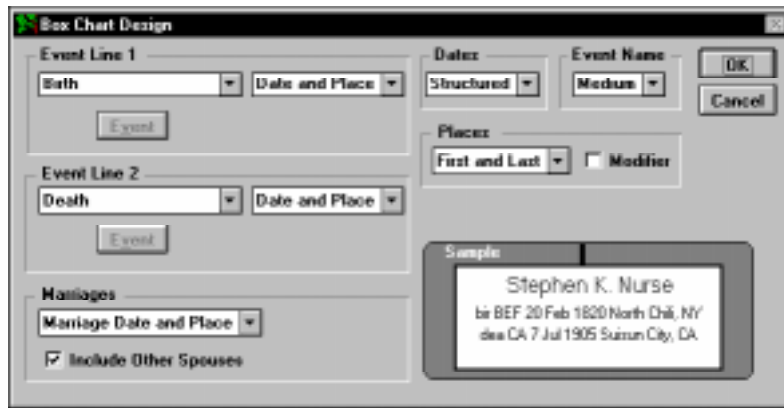 Box Chart Design
Event Line 1
Birth
Date and Place
Event
Event Line 2
Death
Date and Place
Event
Marriages
Marriage Date and Place
Include Other Spouses
Dates
Structured
Event Name
Medium
OK
Cancel
Places
First and Last
Modifier
Sample
Stephen K. Nurse
bir BEF 20 Feb 1820 North Chili, NY
dea CA 7 Jul 1905 Suisun City, CA